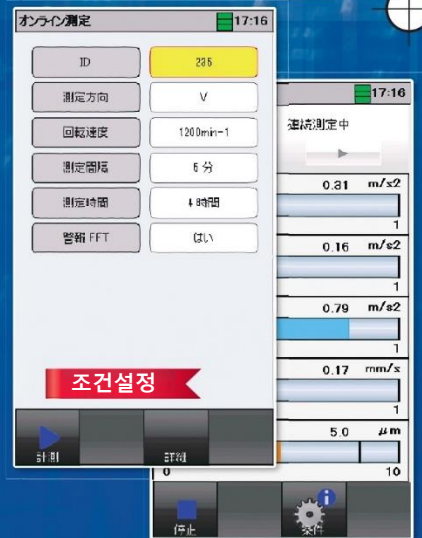 オンライン測定 17:16
ID 235
測定方向 V
回転速度 1200min-1
測定間隔 5 分
測定時間 4 時間
警報 FFT はい
조건설정
計測 詳細
17:16
連続測定中
0.31 m/s2
1
0.16 m/s2
1
0.79 m/s2
1
0.17 mm/s
1
5.0 μm
0 10
停止 条件